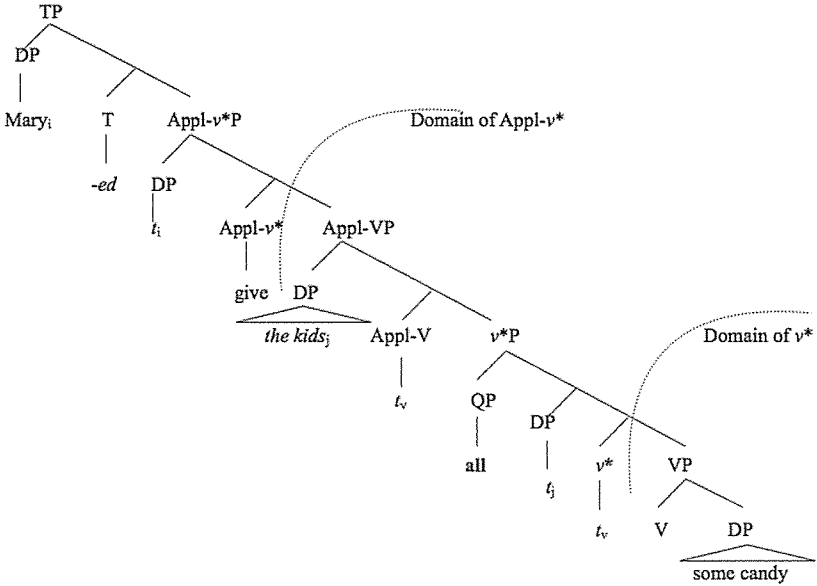 TP
DP
Maryᵢ T Appl-v*P Domain of Appl-v*
-ed DP
tᵢ Appl-v* Appl-VP
give DP
the kidsⱼ Appl-V v*P Domain of v*
tᵥ QP DP
all tⱼ v* VP
tᵥ V DP
some candy